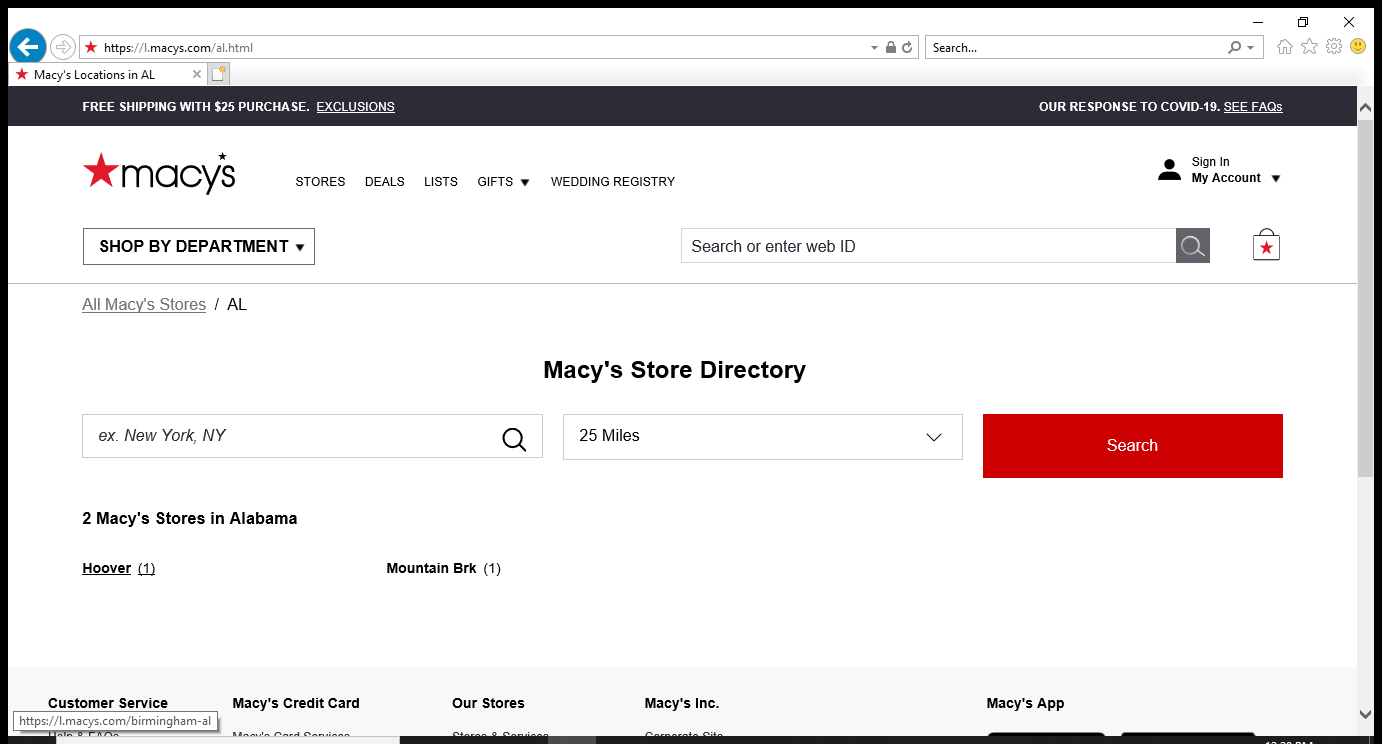 https://l.macys.com/al.html
Search...
Macy's Locations in AL
FREE SHIPPING WITH $25 PURCHASE. EXCLUSIONS
OUR RESPONSE TO COVID-19. SEE FAQs
macy's
STORES DEALS LISTS GIFTS WEDDING REGISTRY
Sign In
My Account
SHOP BY DEPARTMENT
Search or enter web ID
All Macy's Stores / AL
Macy's Store Directory
ex. New York, NY
25 Miles
Search
2 Macy's Stores in Alabama
Hoover (1) Mountain Brk (1)
Customer Service Macy's Credit Card Our Stores Macy's Inc. Macy's App
https://l.macys.com/birmingham-al
Help & FAQs Macy's Card Services Stores & Services Corporate Site